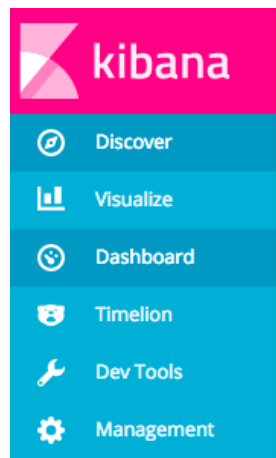 kibana
Discover
Visualize
Dashboard
Timelion
Dev Tools
Management